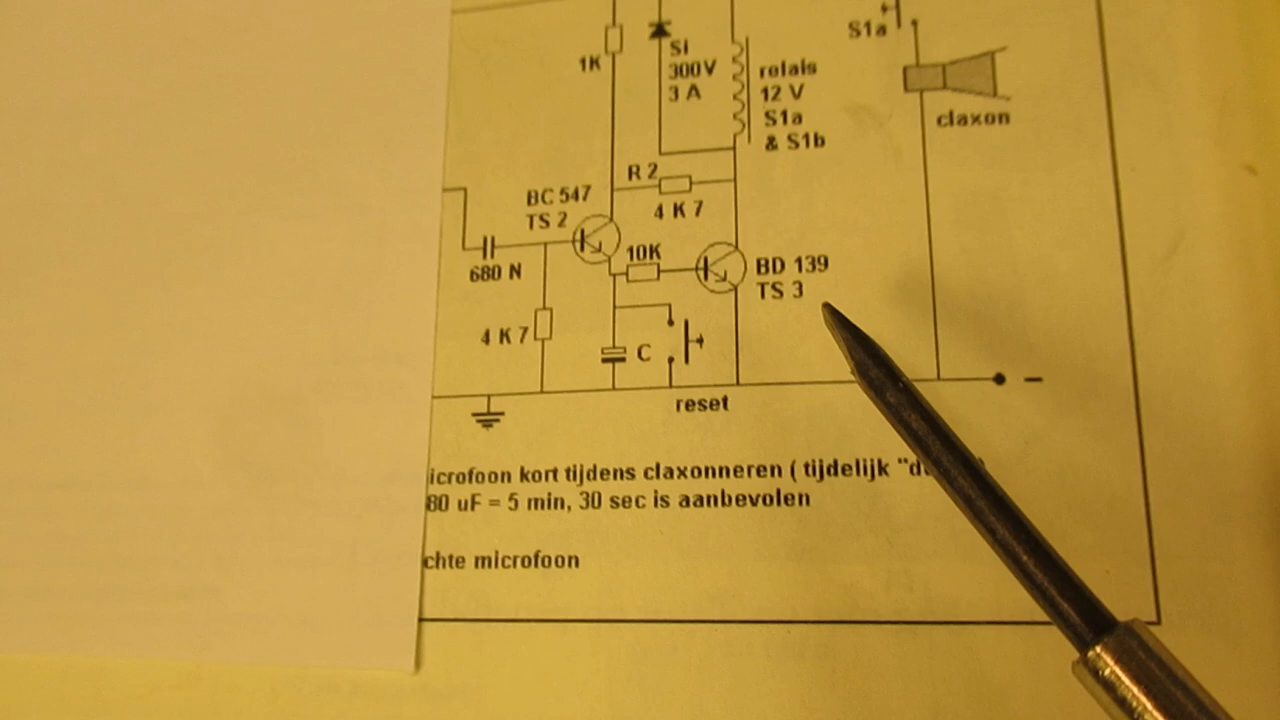 S1a
1K
Si
300V
3 A
relais
12 V
S1a
& S1b
claxon
R 2
4 K 7
BC 547
TS 2
10K
BD 139
TS 3
680 N
4 K 7
C
reset
icrofoon kort tijdens claxonneren ( tijdelijk
80 uF = 5 min, 30 sec is aanbevolen
chte microfoon